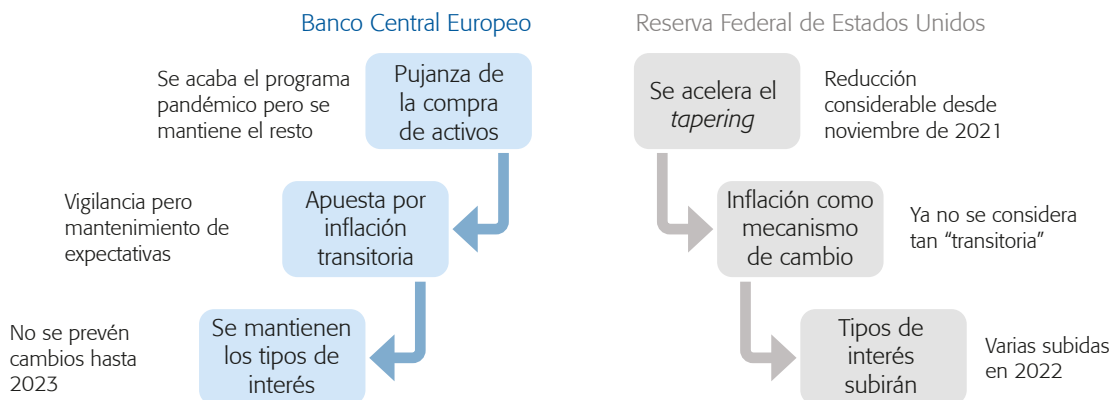 Banco Central Europeo
Se acaba el programa
pandémico pero se
mantiene el resto
Pujanza de
la compra
de activos
Vigilancia pero
mantenimiento de
expectativas
Apuesta por
inflación
transitoria
No se prevén
cambios hasta
2023
Se mantienen
los tipos de
interés
Reserva Federal de Estados Unidos
Se acelera el
tapering
Reducción
considerable desde
noviembre de 2021
Inflación como
mecanismo
de cambio
Ya no se considera
tan “transitoria”
Tipos de
interés
subirán
Varias subidas
en 2022